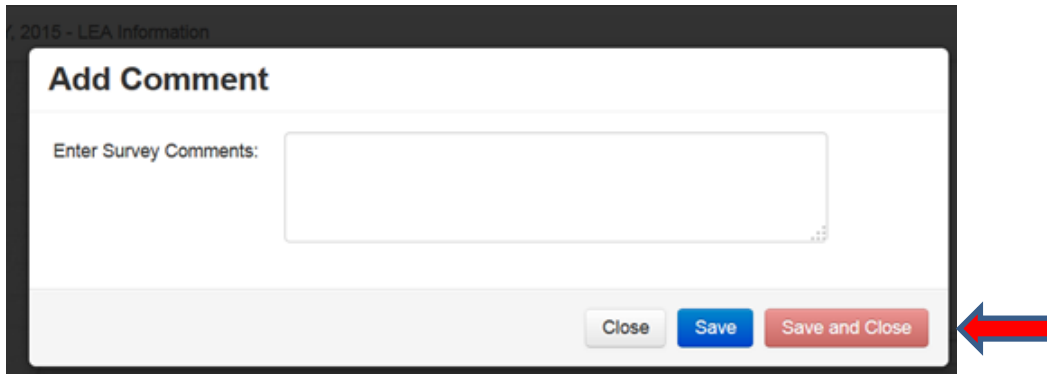 , 2015 - LEA Information
Add Comment
Enter Survey Comments:
Close Save Save and Close